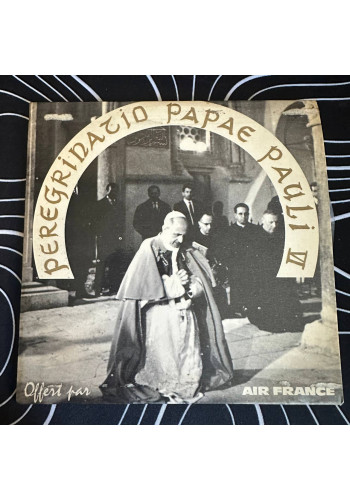 PEREGRINATIO PAPAE PAULI VI
Offert par
AIR FRANCE